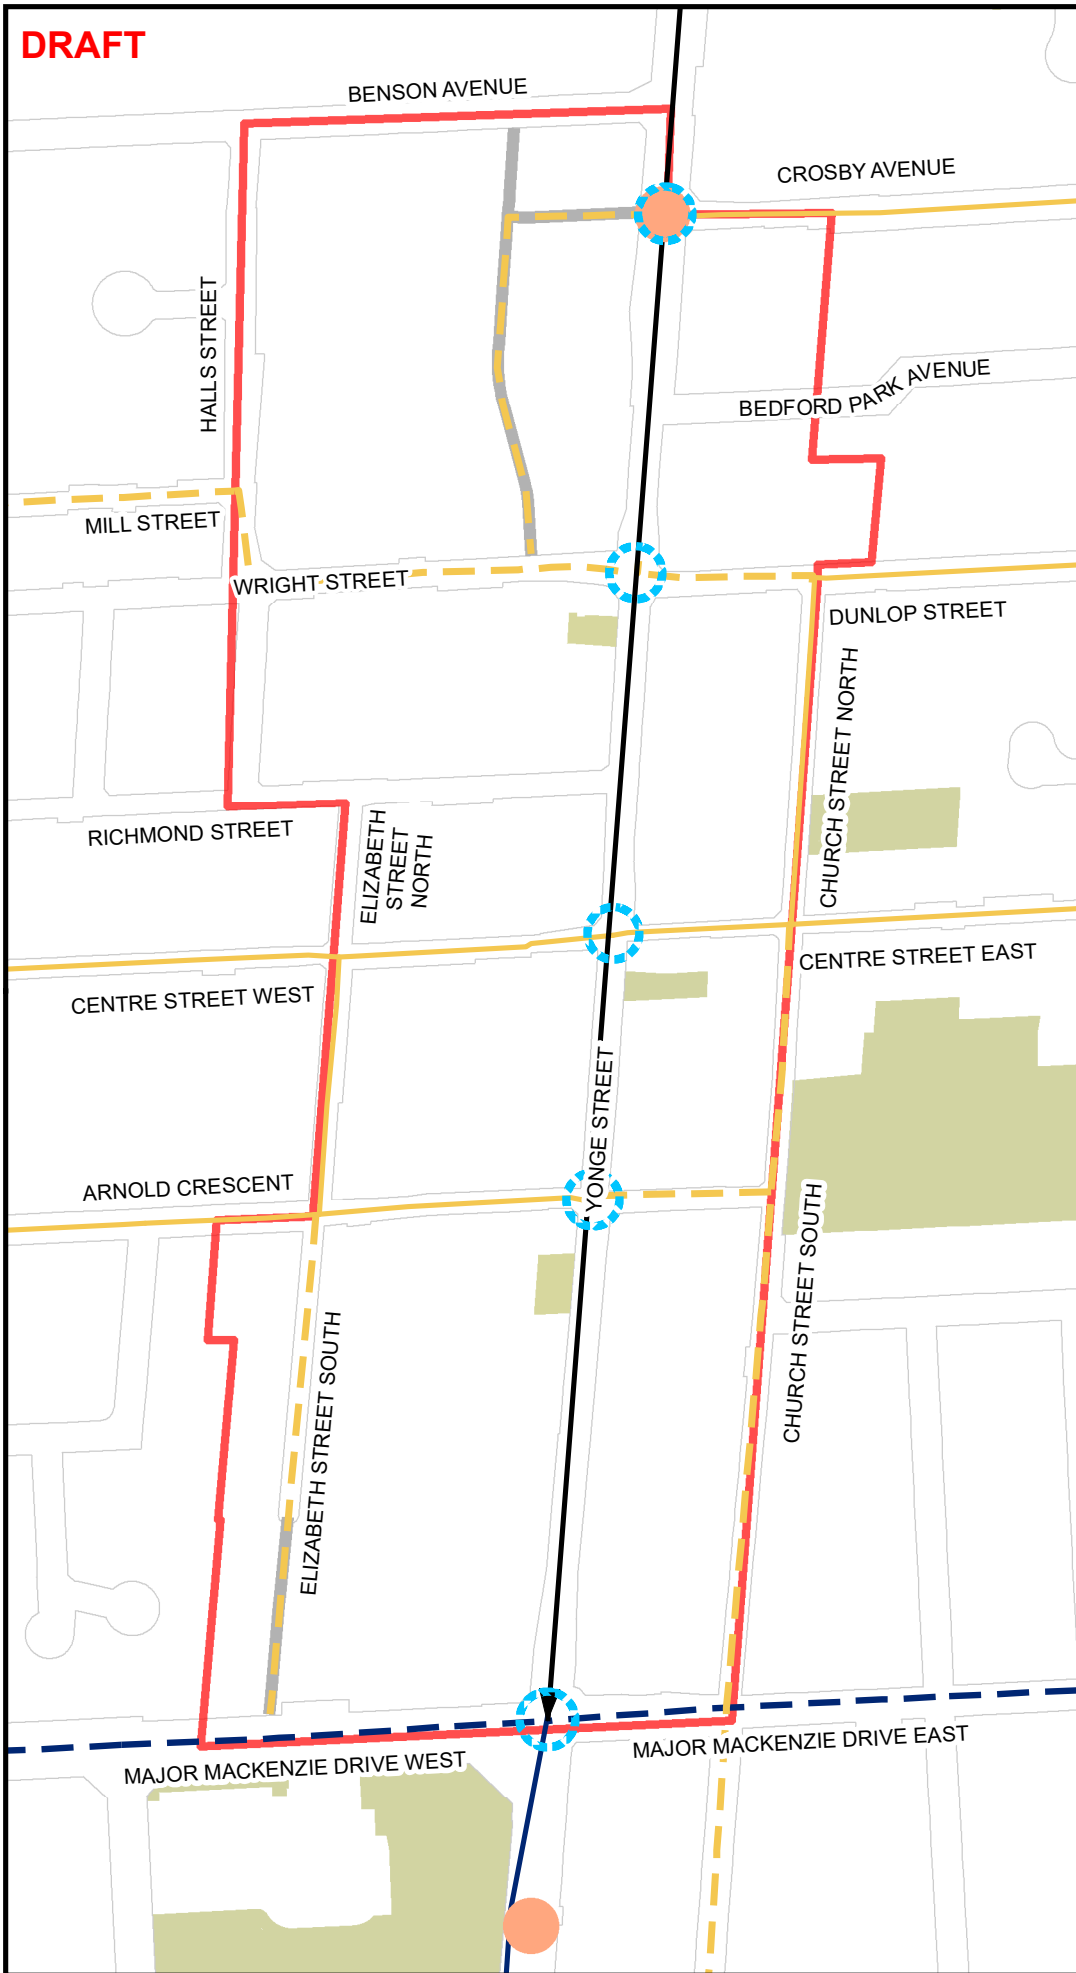 DRAFT
BENSON AVENUE
CROSBY AVENUE
HALLS STREET
BEDFORD PARK AVENUE
MILL STREET
WRIGHT STREET
DUNLOP STREET
CHURCH STREET NORTH
RICHMOND STREET
ELIZABETH
STREET
NORTH
CENTRE STREET EAST
CENTRE STREET WEST
YONGE STREET
ARNOLD CRESCENT
CHURCH STREET SOUTH
ELIZABETH STREET SOUTH
MAJOR MACKENZIE DRIVE EAST
MAJOR MACKENZIE DRIVE WEST